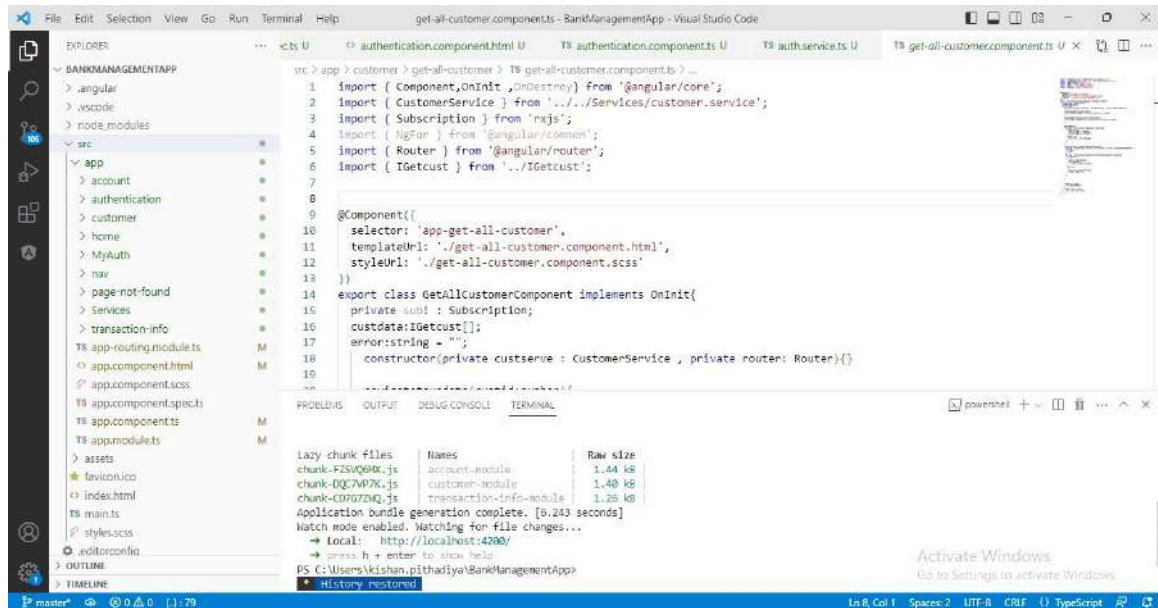 File Edit Selection View Go Run Terminal Help
get-all-customer.component.ts - BankManagementApp - Visual Studio Code
EXPLORER
BANKMANAGEMENTAPP
.angular
.vscode
node_modules
src
app
account
authentication
customer
home
MyAuth
nav
page-not-found
Services
transaction-info
TS app-routing.module.ts M
app.component.html M
app.component.scss
TS app.component.spec.ts
TS app.component.ts M
TS app.module.ts M
assets
favicon.ico
index.html
TS main.ts
styles.scss
.editorconfig
OUTLINE
TIMELINE
106
1
authentication.component.html U
TS authentication.component.ts U
TS auth.service.ts U
TS get-all-customer.component.ts U
src > app > customer > get-all-customer > TS get-all-customer.component.ts > ...
1 import { Component,OnInit ,OnDestroy} from '@angular/core';
2 import { CustomerService } from '../../Services/customer.service';
3 import { Subscription } from 'rxjs';
4 import { NgFor } from '@angular/common';
5 import { Router } from '@angular/router';
6 import { IGetcust } from '../IGetcust';
7
8
9 @Component({
10 selector: 'app-get-all-customer',
11 templateUrl: './get-all-customer.component.html',
12 styleUrl: './get-all-customer.component.scss'
13 })
14 export class GetAllCustomerComponent implements OnInit{
15 private sub! : Subscription;
16 custdata:IGetcust[];
17 error:string = "";
18 constructor(private custserve : CustomerService , private router: Router){}
19
PROBLEMS OUTPUT DEBUG CONSOLE TERMINAL
powershell
Lazy chunk files | Names | Raw size
account-module | 1.44 kB |
chunk-DQC7VP7K.js | customer-module | 1.40 kB |
transaction-info-module | 1.26 kB |
Application bundle generation complete. [6.243 seconds]
Watch mode enabled. Watching for file changes...
➜ Local: http://localhost:4200/
➜ press h + enter to show help
PS C:\Users\kishan.pithadiya\BankManagementApp>
* History restored
Activate Windows
Go to Settings to activate Windows.
master* 0 0 79
Ln 8, Col 1 Spaces: 2 UTF-8 CRLF {} TypeScript